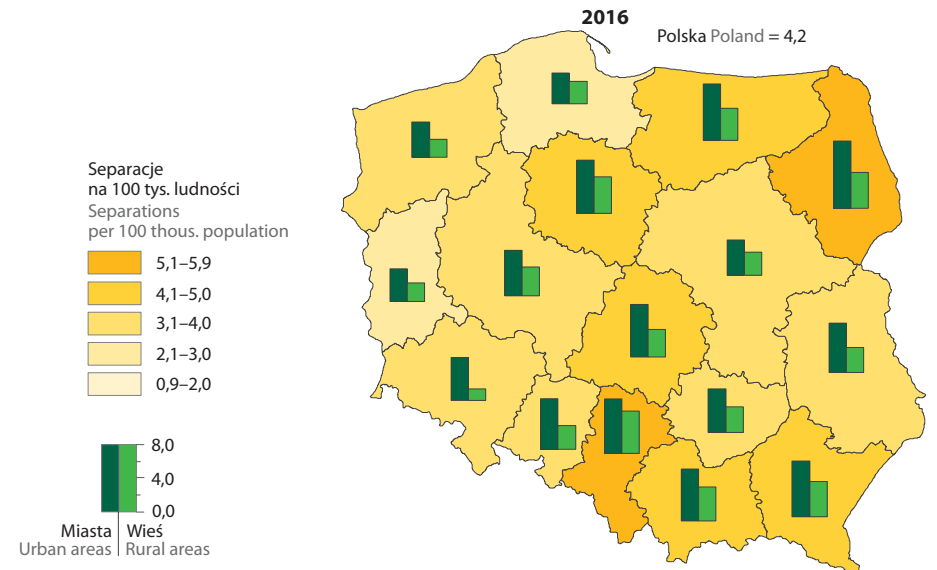 2016
Polska Poland = 4,2
Separacje
na 100 tys. ludności
Separations
per 100 thous. population
5,1–5,9
4,1–5,0
3,1–4,0
2,1–3,0
0,9–2,0
8,0
4,0
0,0
Miasta Wieś
Urban areas Rural areas